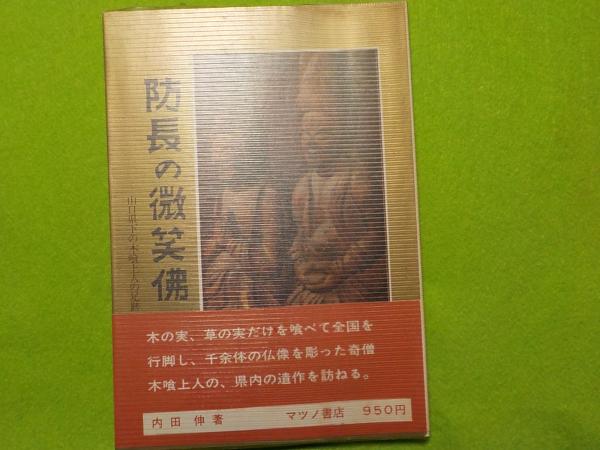 防長の微笑佛
山口県下の木喰上人の足跡
木の実、草の実だけを喰べて全国を
行脚し、千余体の仏像を彫った奇僧
木喰上人の、県内の遺作を訪ねる。
内田 伸著 マツノ書店 950円